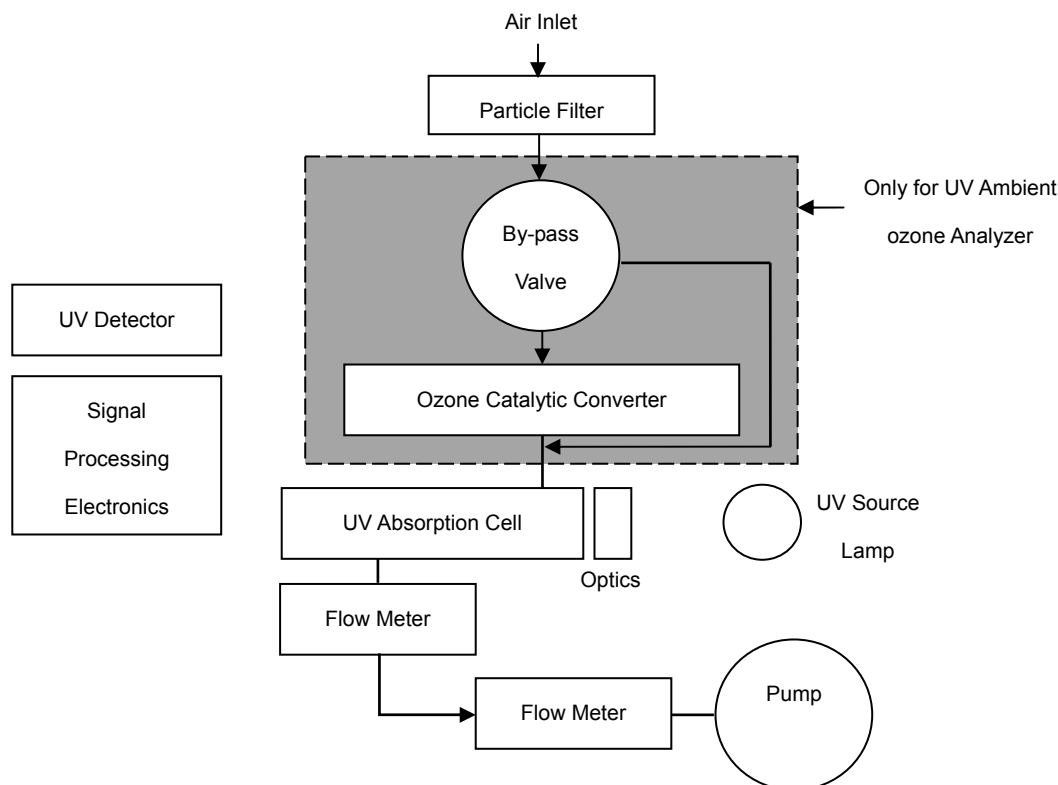 Air Inlet
Particle Filter
Only for UV Ambient
ozone Analyzer
By-pass
Valve
UV Detector
Ozone Catalytic Converter
Signal
Processing
Electronics
UV Absorption Cell
Optics
UV Source
Lamp
Flow Meter
Flow Meter
Pump